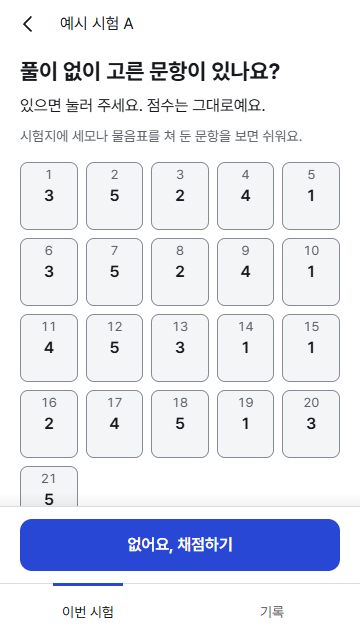 예시 시험 A
풀이 없이 고른 문항이 있나요?
있으면 눌러 주세요. 점수는 그대로예요.
시험지에 세모나 물음표를 쳐 둔 문항을 보면 쉬워요.
1 2 3 4 5
3 5 2 4 1
6 7 8 9 10
3 5 2 4 1
11 12 13 14 15
4 5 3 1 1
16 17 18 19 20
2 4 5 1 3
21
5
없어요, 채점하기
이번 시험 기록